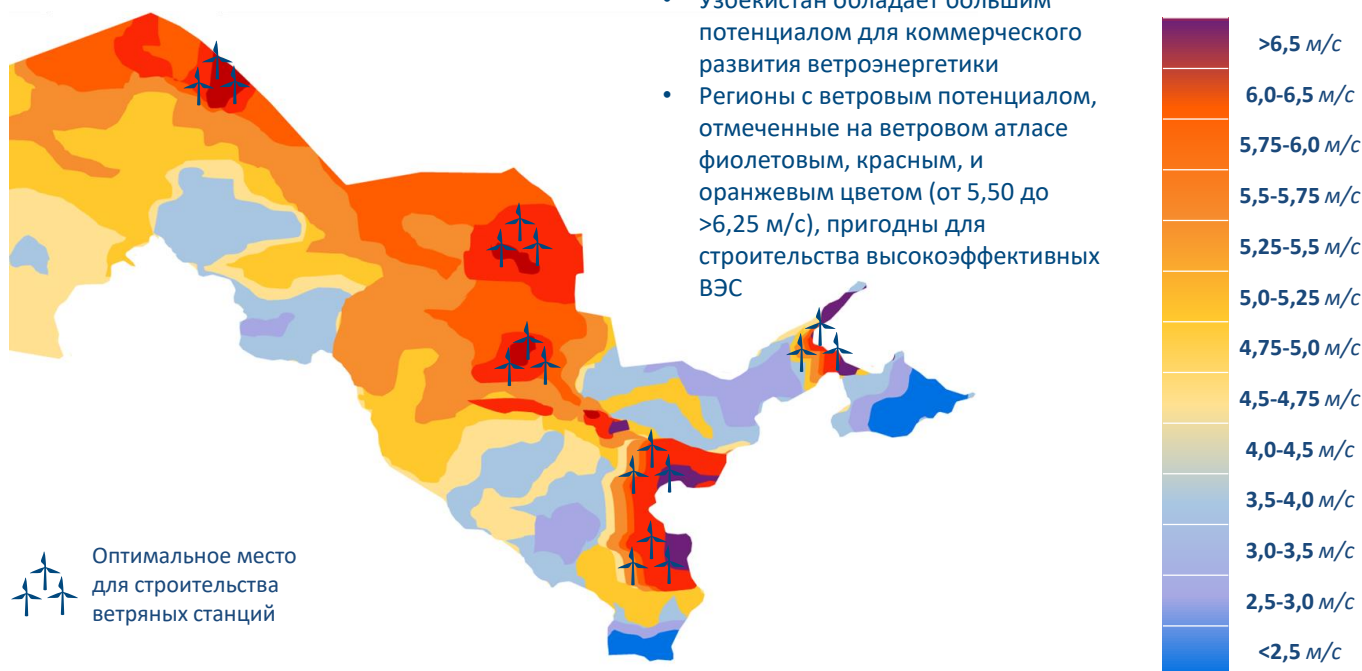 Узбекистан обладает большим
потенциалом для коммерческого
развития ветроэнергетики
• Регионы с ветровым потенциалом,
отмеченные на ветровом атласе
фиолетовым, красным, и
оранжевым цветом (от 5,50 до
>6,25 м/с), пригодны для
строительства высокоэффективных
ВЭС
>6,5 м/с
6,0-6,5 м/с
5,75-6,0 м/с
5,5-5,75 м/с
5,25-5,5 м/с
5,0-5,25 м/с
4,75-5,0 м/с
4,5-4,75 м/с
4,0-4,5 м/с
3,5-4,0 м/с
3,0-3,5 м/с
2,5-3,0 м/с
<2,5 м/с
Оптимальное место
для строительства
ветряных станций